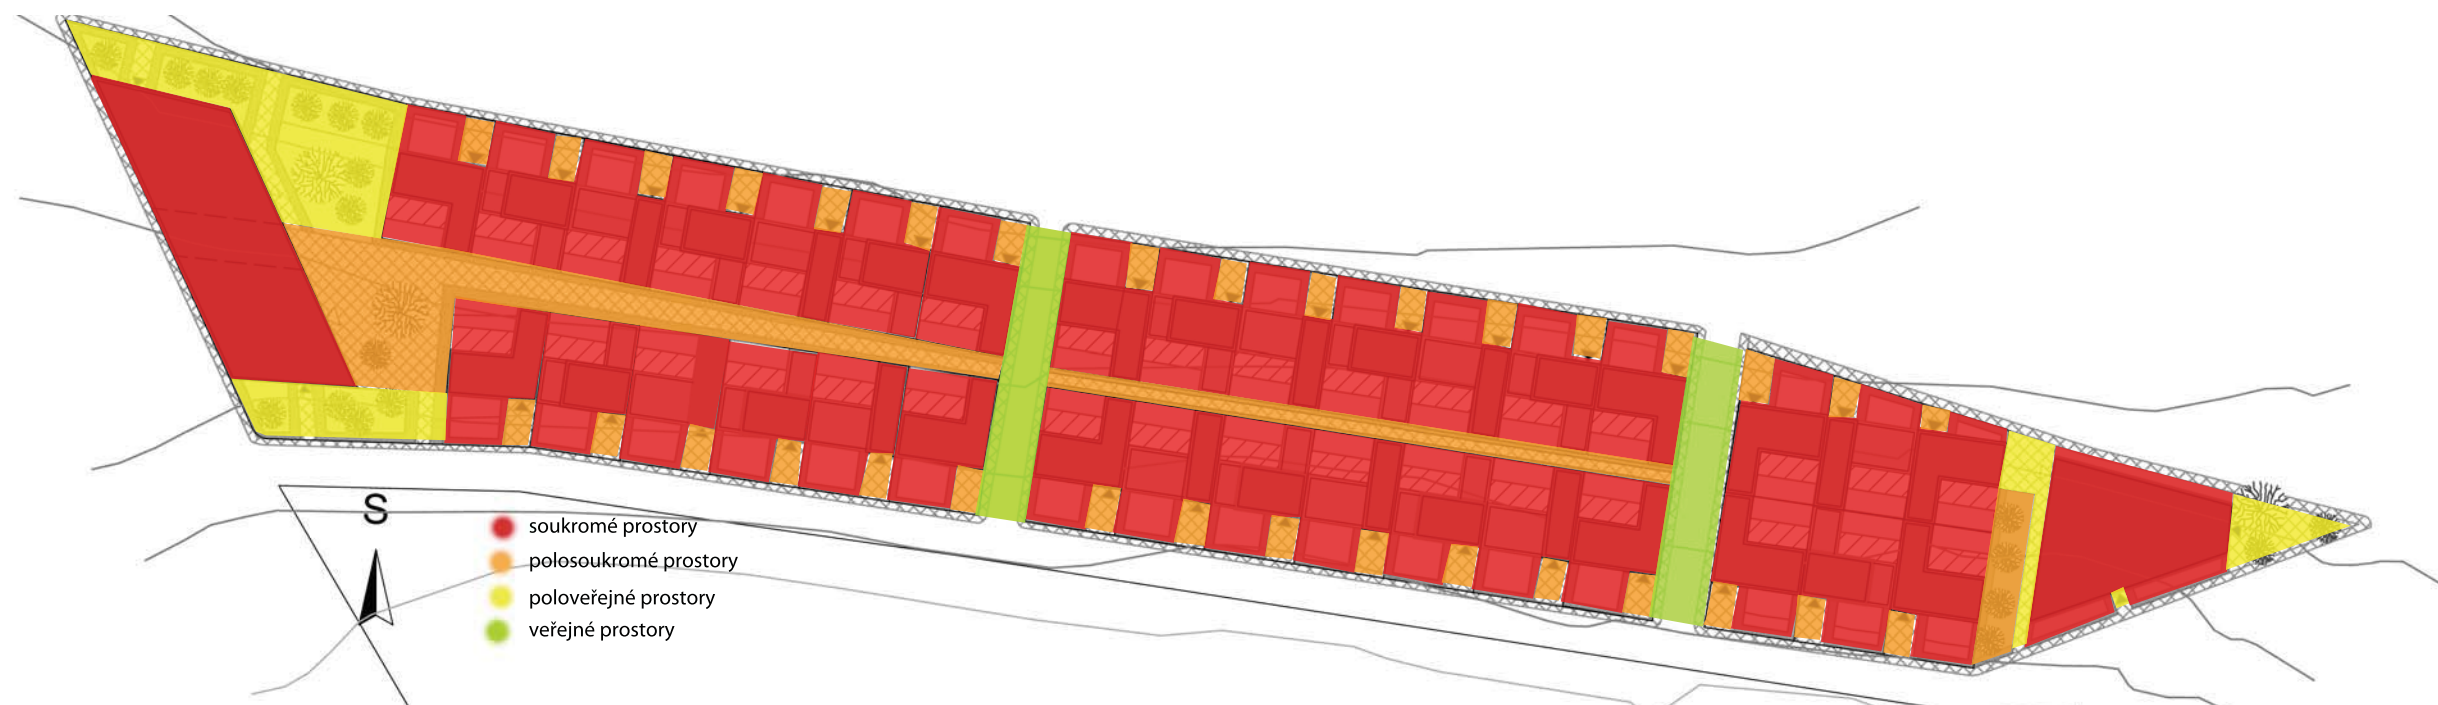 S
soukromé prostory
polosoukromé prostory
poloveřejné prostory
veřejné prostory